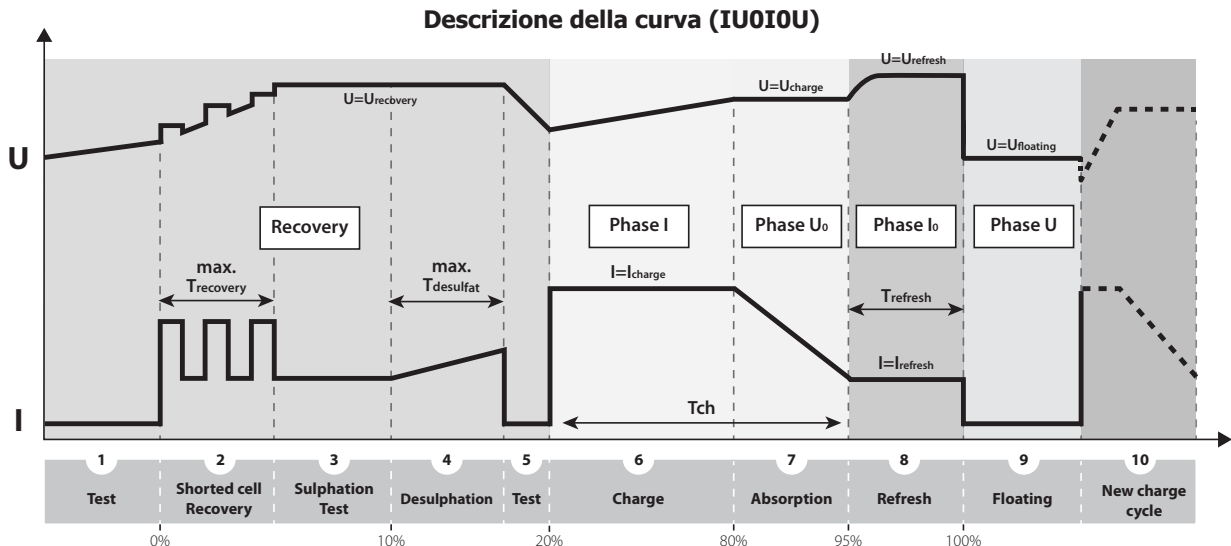 Descrizione della curva (IU0I0U)
U=Urefresh
U=Ucharge
U=Urecovery
U=Ufloating
U
Recovery
Phase I
Phase U0
Phase I0
Phase U
max.
Trecovery
max.
Tdesulfat
I=Icharge
Trefresh
I=Irefresh
Tch
I
1
2
3
4
5
6
7
8
9
10
Test
Shorted cell
Recovery
Sulphation
Test
Desulphation
Test
Charge
Absorption
Refresh
Floating
New charge
cycle
0%
10%
20%
80%
95%
100%